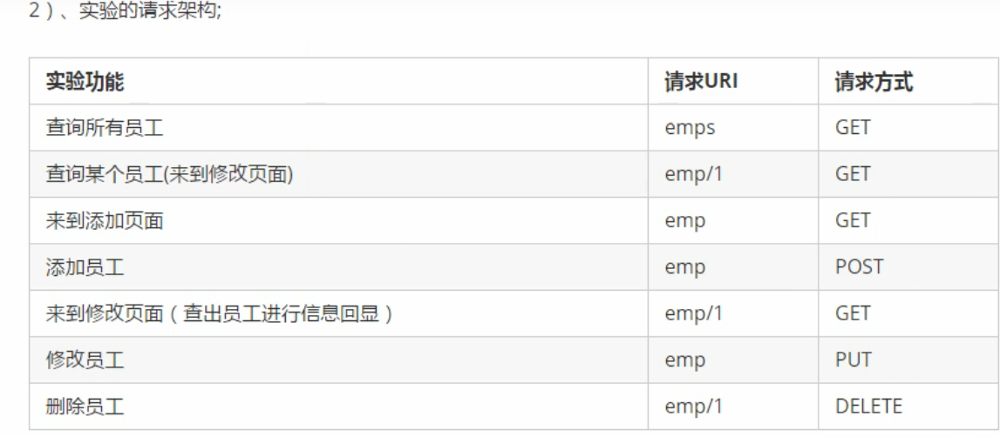 2）、实验的请求架构;
实验功能 请求URI 请求方式
查询所有员工 emps GET
查询某个员工(来到修改页面) emp/1 GET
来到添加页面 emp GET
添加员工 emp POST
来到修改页面（查出员工进行信息回显） emp/1 GET
修改员工 emp PUT
删除员工 emp/1 DELETE